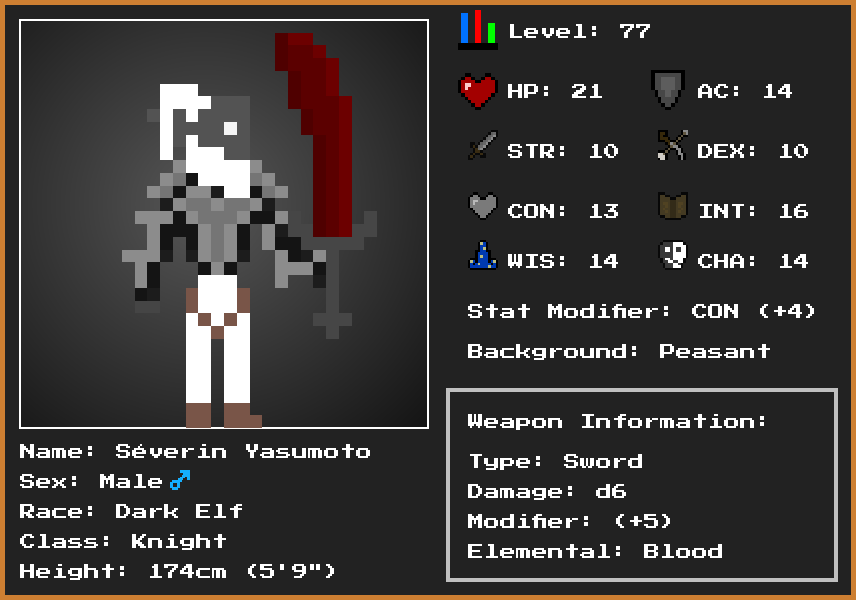 Level: 77
HP: 21
AC: 14
STR: 10
DEX: 10
CON: 13
INT: 16
WIS: 14
CHA: 14
Stat Modifier: CON (+4)
Background: Peasant
Weapon Information:
Type: Sword
Damage: d6
Modifier: (+5)
Elemental: Blood
Name: Séverin Yasumoto
Sex: Male♂
Race: Dark Elf
Class: Knight
Height: 174cm (5'9")